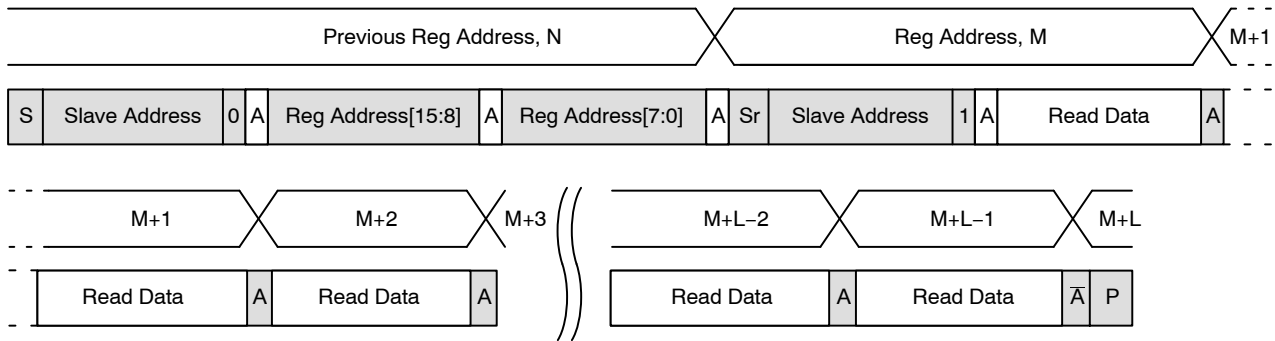 Previous Reg Address, N Reg Address, M M+1
S Slave Address 0 A Reg Address[15:8] A Reg Address[7:0] A Sr Slave Address 1 A Read Data A
M+1 M+2 M+3 M+L−2 M+L−1 M+L
Read Data A Read Data A Read Data A Read Data A̅ P